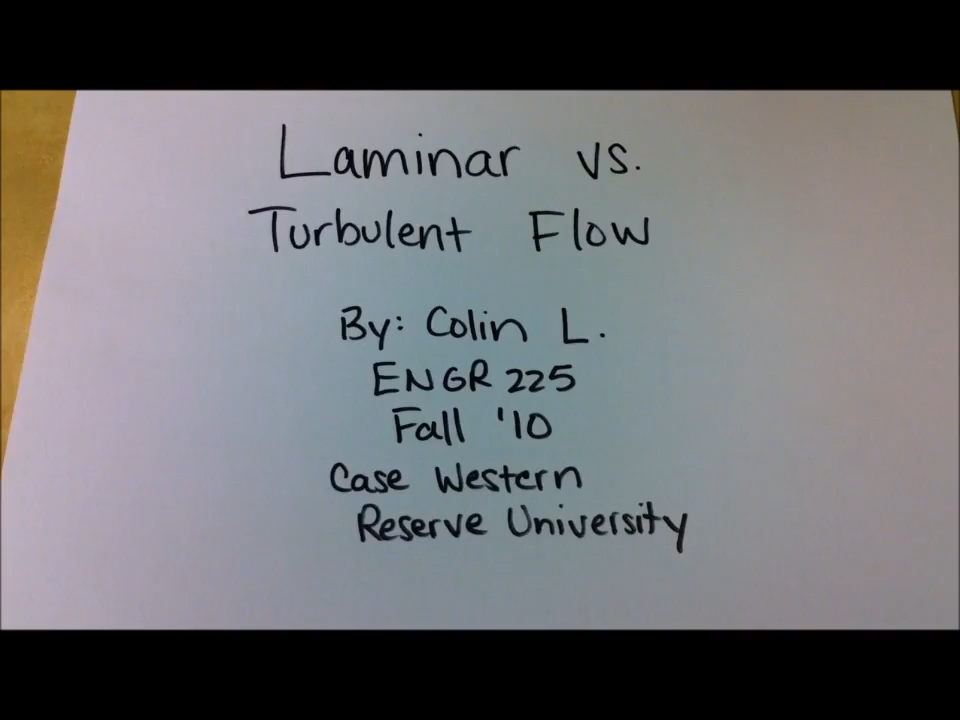 Laminar vs.
Turbulent Flow
By: Colin L.
ENGR 225
Fall '10
Case Western
Reserve University